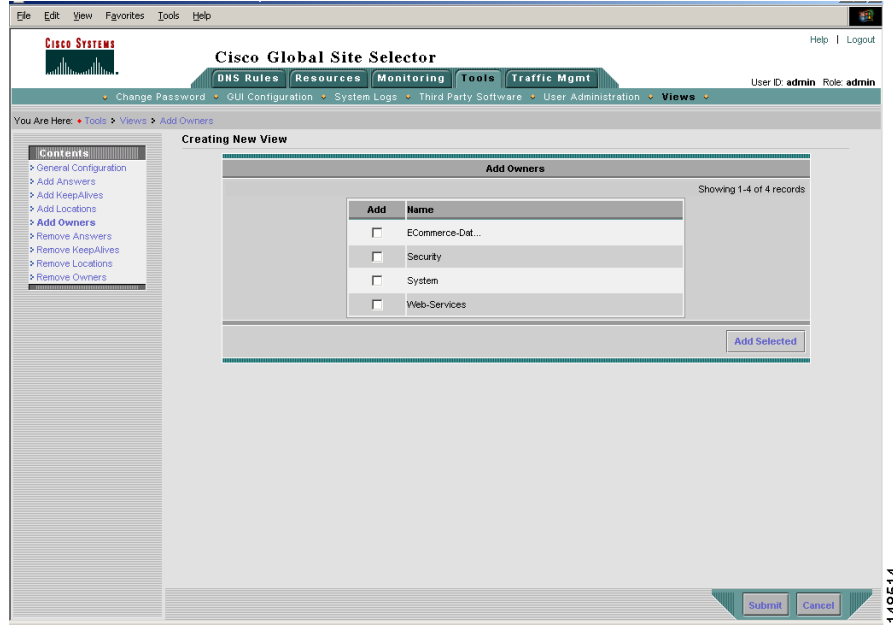 File Edit View Favorites Tools Help
CISCO SYSTEMS
Cisco Global Site Selector
Help | Logout
DNS Rules Resources Monitoring Tools Traffic Mgmt
User ID: admin Role: admin
Change Password GUI Configuration System Logs Third Party Software User Administration Views
You Are Here: Tools Views Add Owners
Creating New View
Contents
General Configuration
Add Answers
Add KeepAlives
Add Locations
Add Owners
Remove Answers
Remove KeepAlives
Remove Locations
Remove Owners
Add Owners
Showing 1-4 of 4 records
Add Name
ECommerce-Dat...
Security
System
Web-Services
Add Selected
Submit Cancel